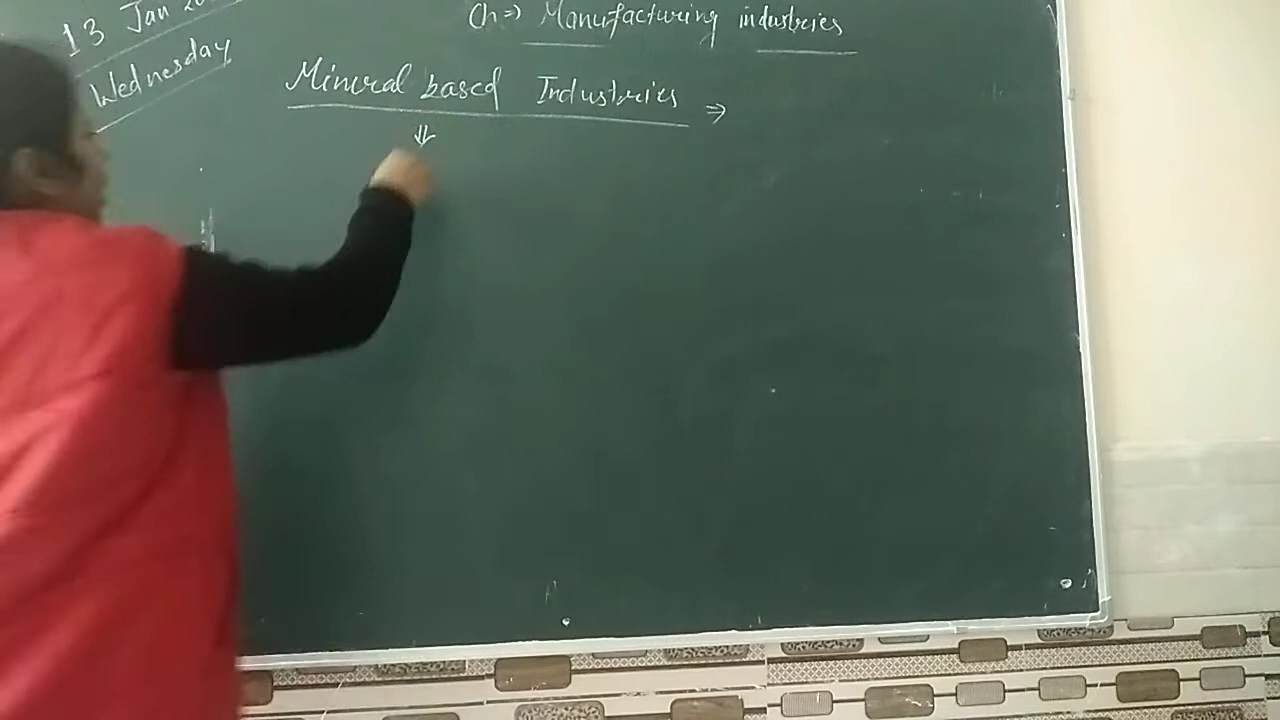 13 Jan
Wednesday
Ch ⇒ Manufacturing industries
Mineral based Industries ⇒
⇓